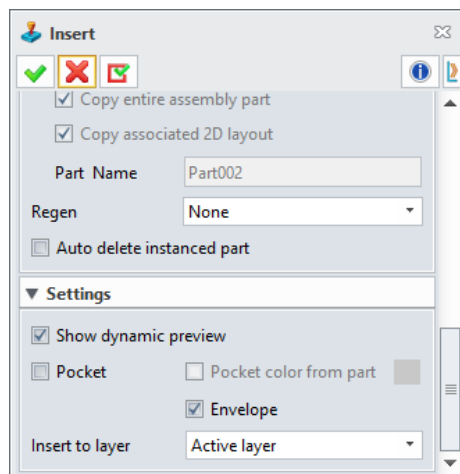 Insert
Copy entire assembly part
Copy associated 2D layout
Part Name Part002
Regen None
Auto delete instanced part
Settings
Show dynamic preview
Pocket Pocket color from part
Envelope
Insert to layer Active layer